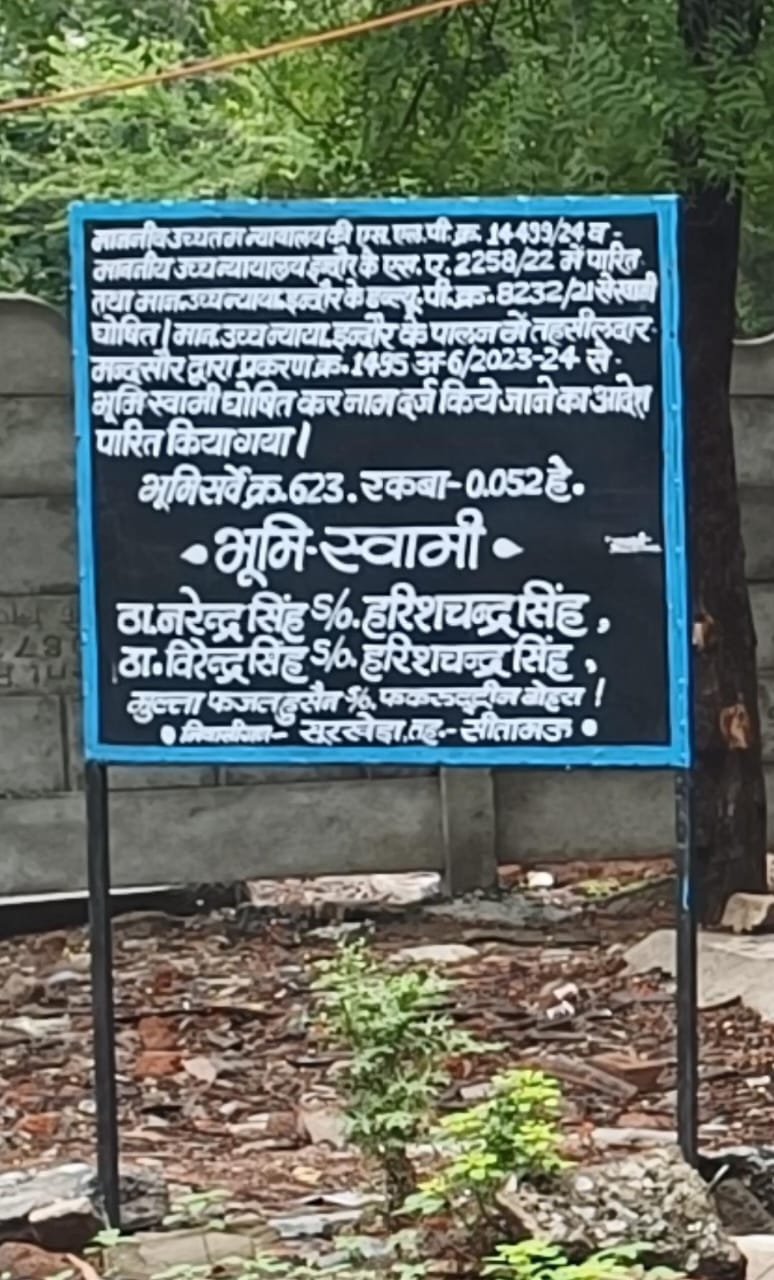 माननीय उच्चतम न्यायालय की एस.एल.पी.क्र. 14499/24 व -
माननीय उच्च न्यायालय इन्दौर के एस.ए. 2258/22 में पारित
तथा मान.उच्च न्याया.इन्दौर के डब्ल्यू.पी.क्र. 8232/21 से
घोषित। मान.उच्च न्याया.इन्दौर के पालन में तहसीलदार-
मन्दसौर द्वारा प्रकरण क्र. 1495 अ-6/2023-24 से-
भूमि स्वामी घोषित कर नाम दर्ज किये जाने का आदेश
पारित किया गया।
भूमि सर्वे क्र. 623. रकबा- 0.052 हे.
भूमि-स्वामी
ठा.नरेन्द्र सिंह S/o. हरिशचन्द्र सिंह,
ठा. विरेन्द्र सिंह S/o. हरिशचन्द्र सिंह,
मुल्ला फजलहुसैन S/o. फकरुद्दीन बोहरा!
निवासीगण- सूरखेडा, तह.- सीतामऊ